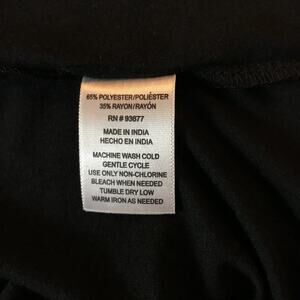 65% POLYESTER/POLIÉSTER
35% RAYON/RAYÓN
RN # 93677
MADE IN INDIA
HECHO EN INDIA
MACHINE WASH COLD
GENTLE CYCLE
USE ONLY NON-CHLORINE
BLEACH WHEN NEEDED
TUMBLE DRY LOW
WARM IRON AS NEEDED